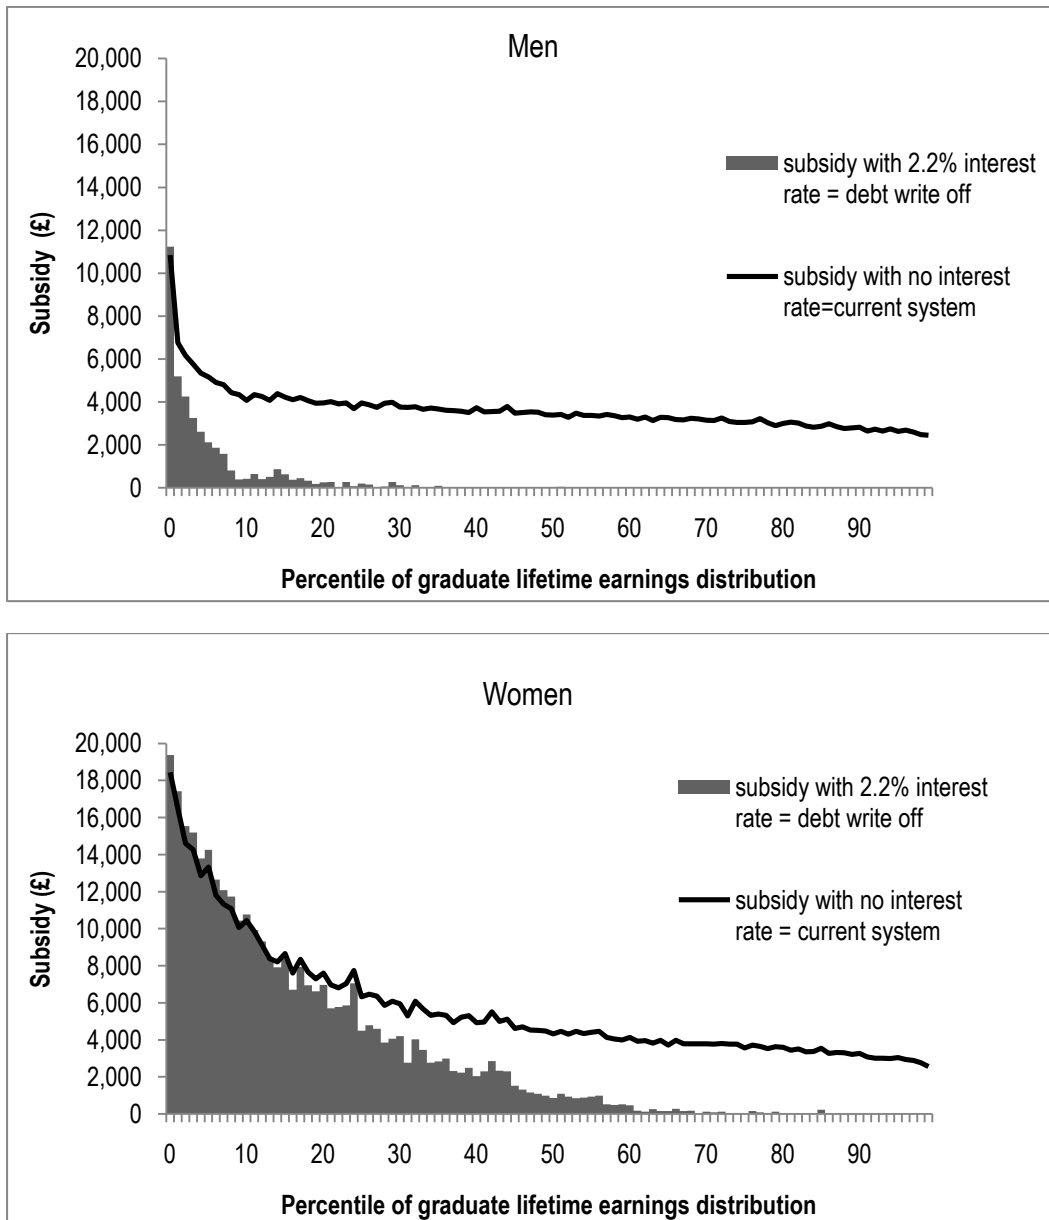 Men
20,000
18,000
16,000
14,000
12,000
10,000
8,000
6,000
4,000
2,000
0
Subsidy (£)
subsidy with 2.2% interest
rate = debt write off
subsidy with no interest
rate=current system
0 10 20 30 40 50 60 70 80 90
Percentile of graduate lifetime earnings distribution
Women
20,000
18,000
16,000
14,000
12,000
10,000
8,000
6,000
4,000
2,000
0
Subsidy (£)
subsidy with 2.2% interest
rate = debt write off
subsidy with no interest
rate = current system
0 10 20 30 40 50 60 70 80 90
Percentile of graduate lifetime earnings distribution